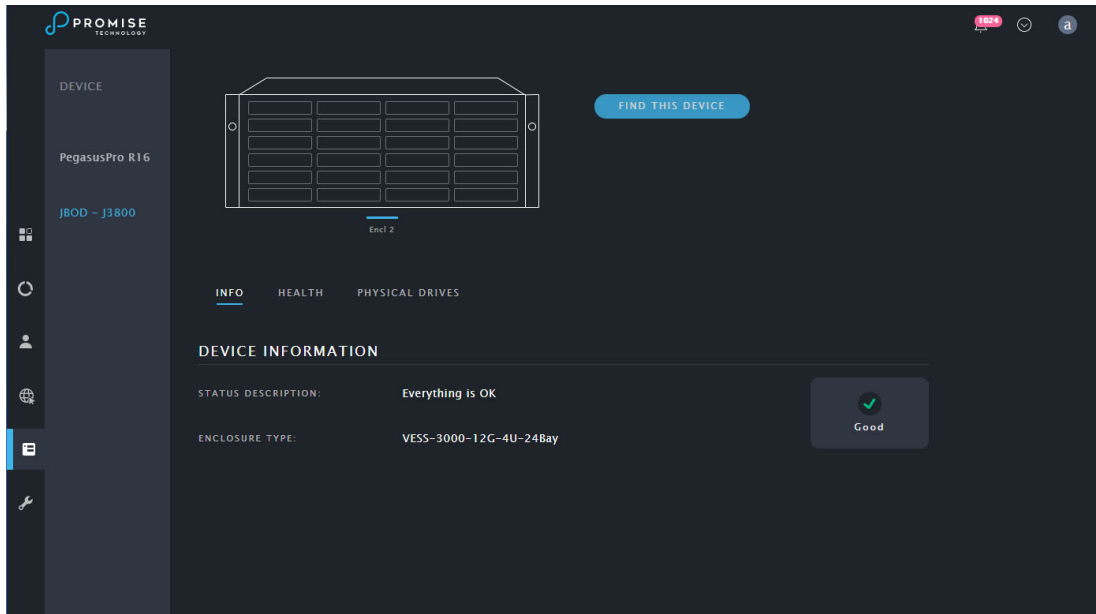 PROMISE
TECHNOLOGY
1024
a
DEVICE
PegasusPro R16
JBOD - J3800
FIND THIS DEVICE
Encl 2
INFO HEALTH PHYSICAL DRIVES
DEVICE INFORMATION
STATUS DESCRIPTION: Everything is OK
ENCLOSURE TYPE: VESS-3000-12G-4U-24Bay
Good